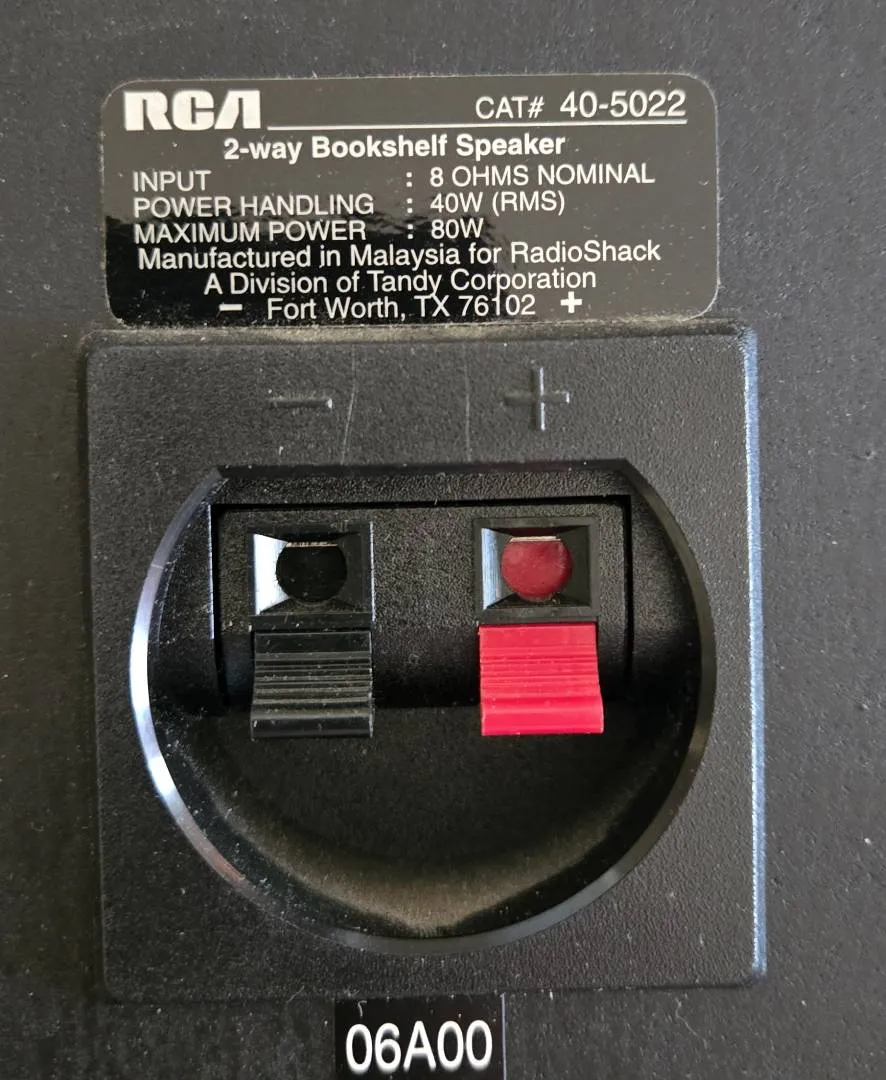 RCA CAT# 40-5022
2-way Bookshelf Speaker
INPUT : 8 OHMS NOMINAL
POWER HANDLING : 40W (RMS)
MAXIMUM POWER : 80W
Manufactured in Malaysia for RadioShack
A Division of Tandy Corporation
− Fort Worth, TX 76102 +
− +
06A00